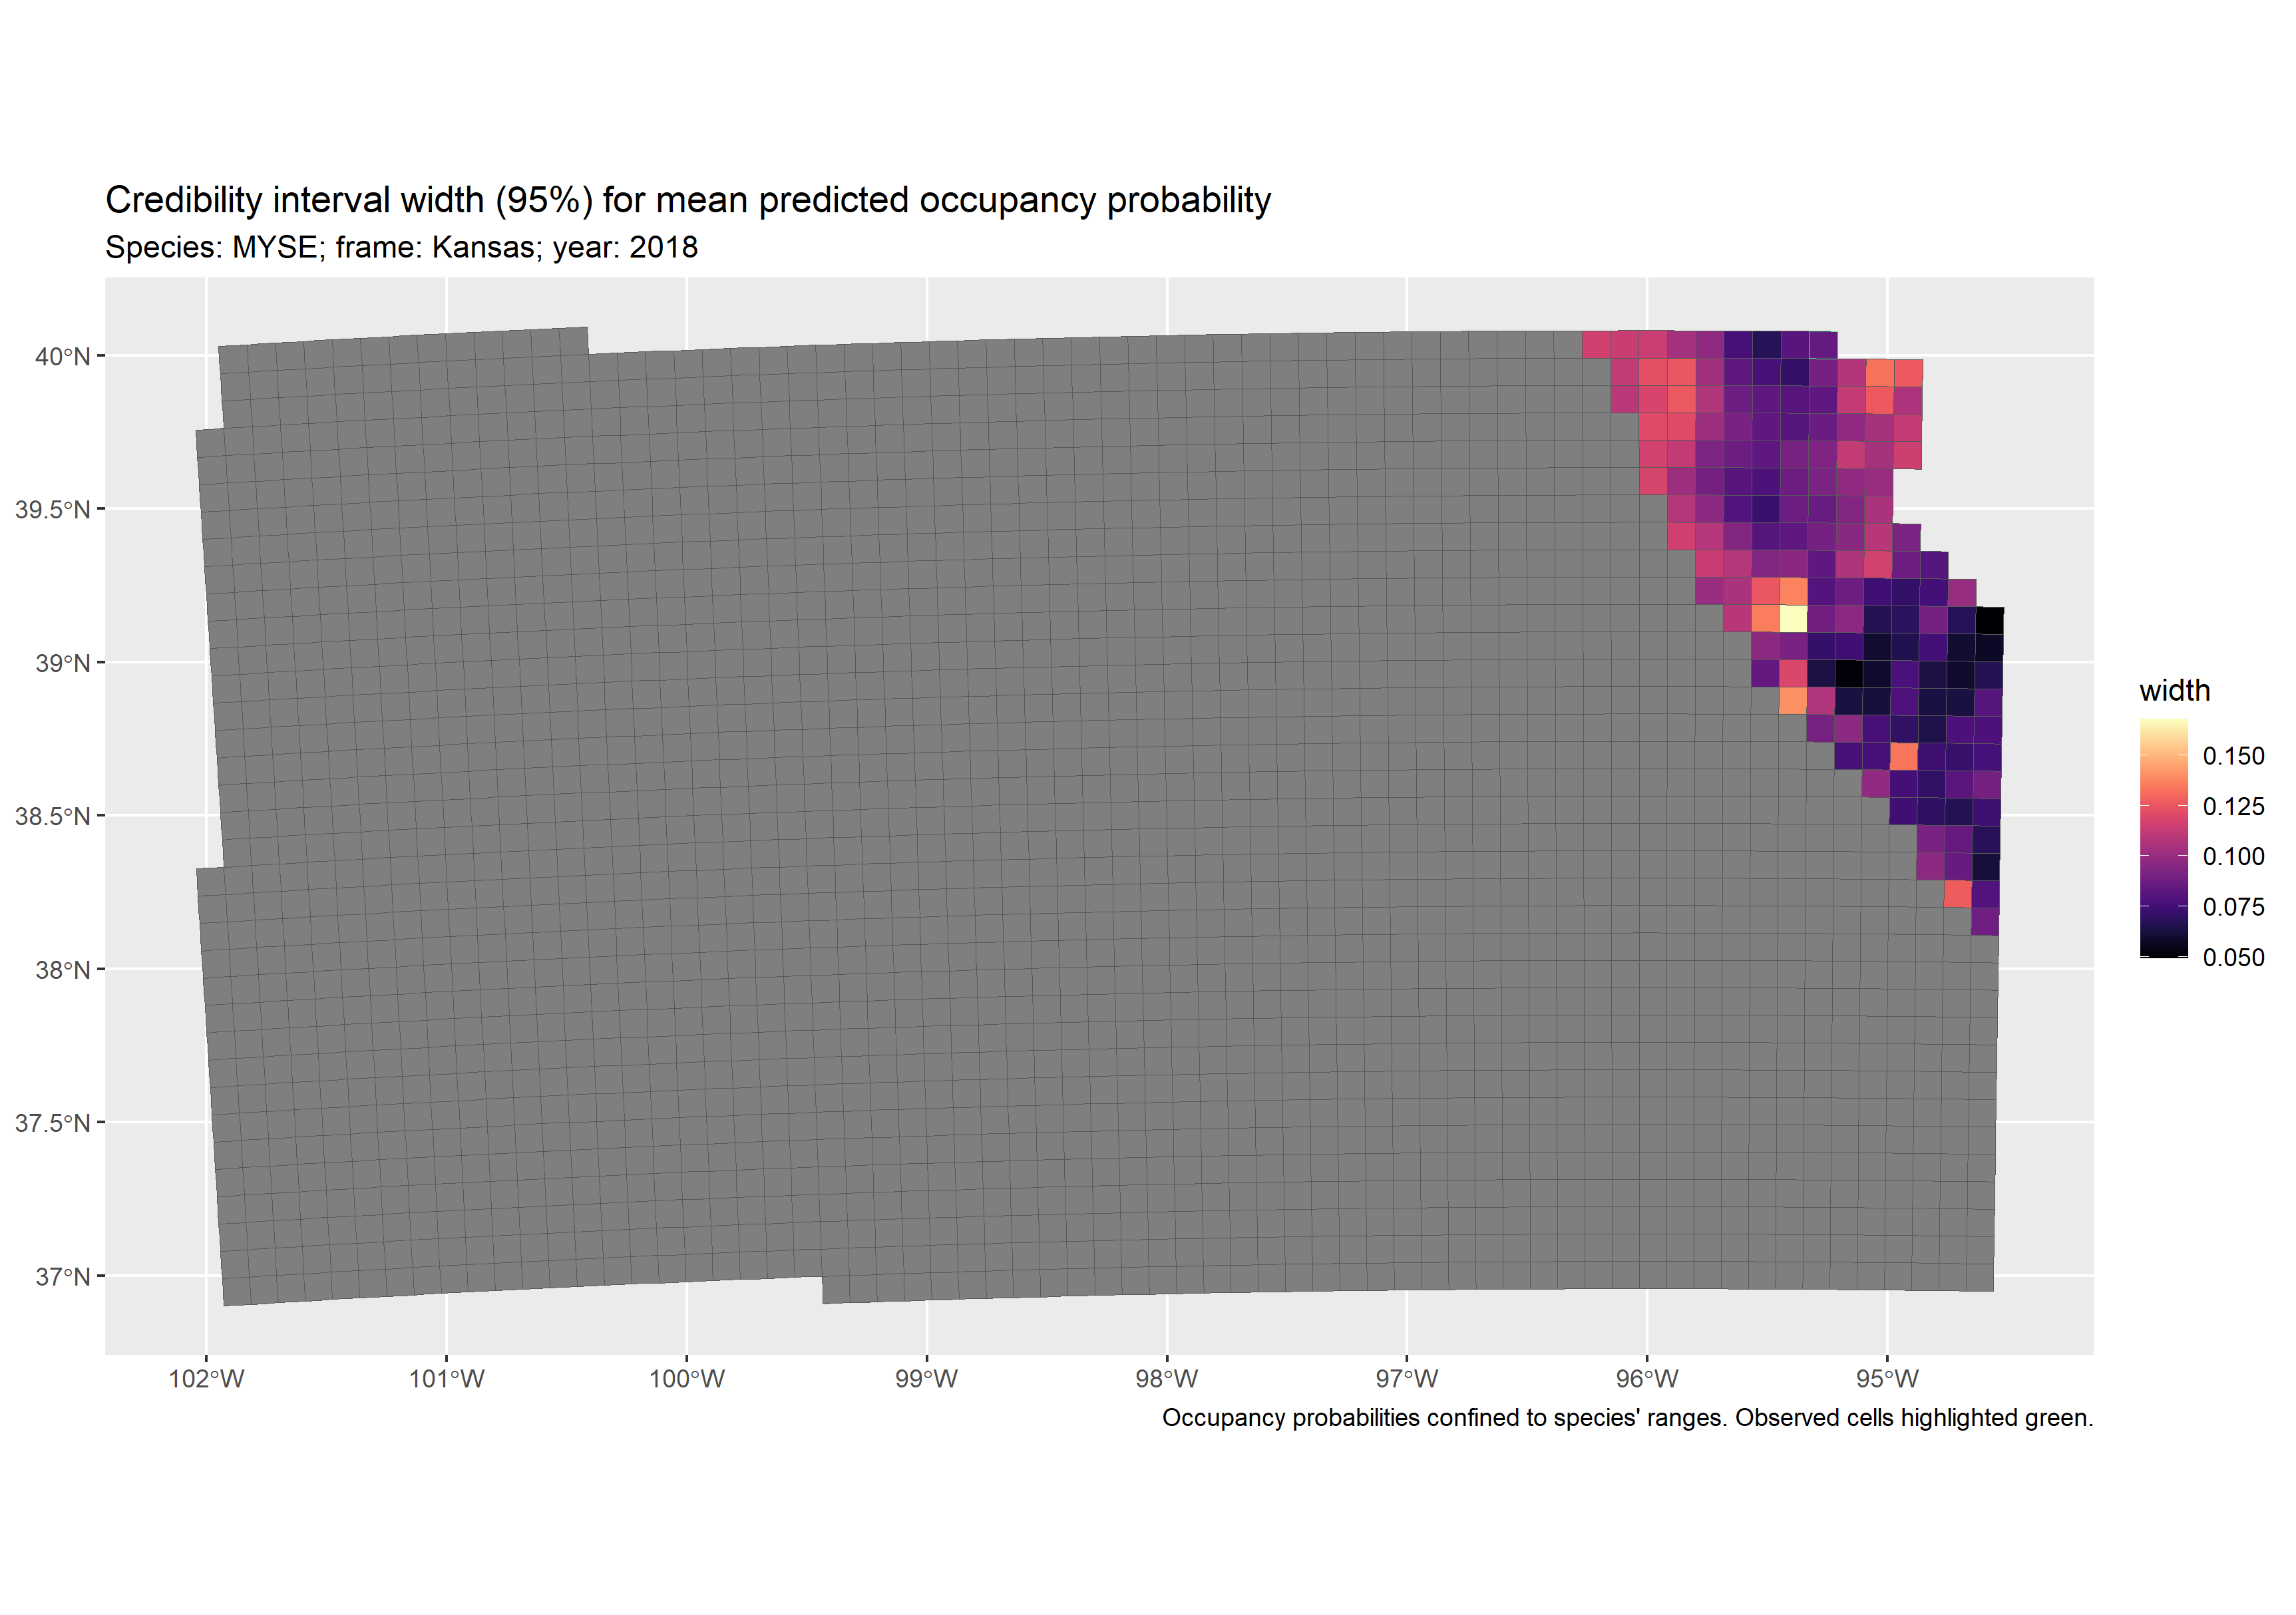 Credibility interval width (95%) for mean predicted occupancy probability
Species: MYSE; frame: Kansas; year: 2018
40°N
39.5°N
39°N
38.5°N
38°N
37.5°N
37°N
102°W
101°W
100°W
99°W
98°W
97°W
96°W
95°W
width
0.150
0.125
0.100
0.075
0.050
Occupancy probabilities confined to species' ranges. Observed cells highlighted green.